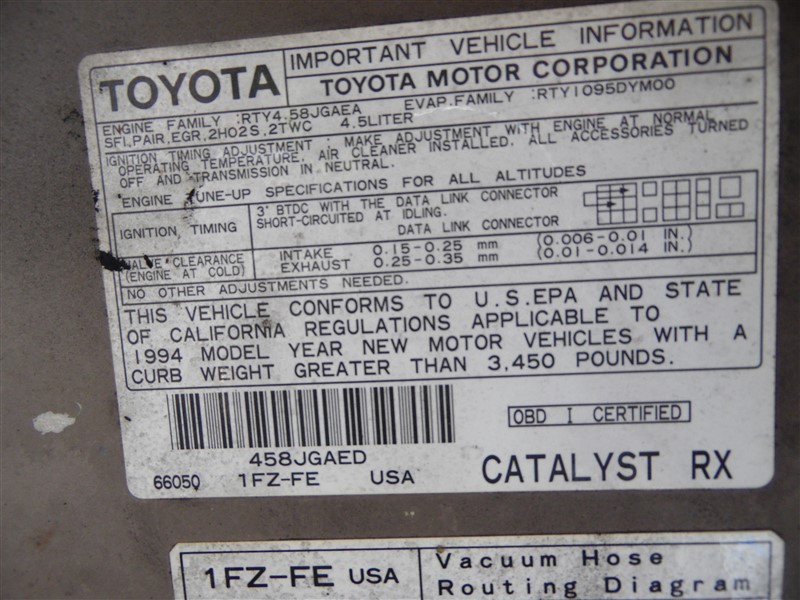 TOYOTA
IMPORTANT VEHICLE INFORMATION
TOYOTA MOTOR CORPORATION
ENGINE FAMILY :RTY4.58JGAEA EVAP.FAMILY :RTY1095DYMOO
SFI,PAIR,EGR,2HO2S,2TWC 4.5LITER
IGNITION TIMING ADJUSTMENT : MAKE ADJUSTMENT WITH ENGINE AT NORMAL
OPERATING TEMPERATURE, AIR CLEANER INSTALLED. ALL ACCESSORIES TURNED
OFF AND TRANSMISSION IN NEUTRAL.
ENGINE TUNE-UP SPECIFICATIONS FOR ALL ALTITUDES
IGNITION, TIMING
3° BTDC WITH THE DATA LINK CONNECTOR
SHORT-CIRCUITED AT IDLING.
DATA LINK CONNECTOR
VALVE CLEARANCE
(ENGINE AT COLD)
INTAKE 0.15-0.25 mm (0.006-0.01 IN.)
EXHAUST 0.25-0.35 mm (0.01-0.014 IN.)
NO OTHER ADJUSTMENTS NEEDED.
THIS VEHICLE CONFORMS TO U.S.EPA AND STATE
OF CALIFORNIA REGULATIONS APPLICABLE TO
1994 MODEL YEAR NEW MOTOR VEHICLES WITH A
CURB WEIGHT GREATER THAN 3,450 POUNDS.
OBD I CERTIFIED
458JGAED
66050 1FZ-FE USA
CATALYST RX
1FZ-FE USA
Vacuum Hose
Routing Diagram